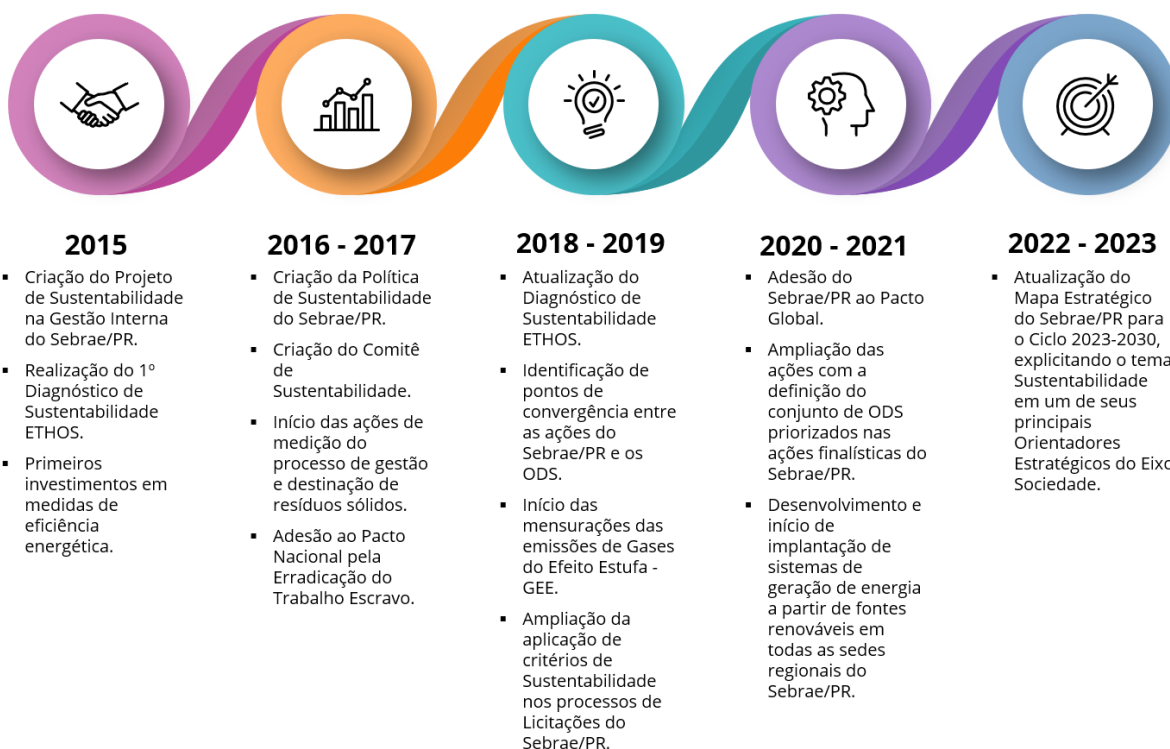 2015
▪ Criação do Projeto
de Sustentabilidade
na Gestão Interna
do Sebrae/PR.
▪ Realização do 1º
Diagnóstico de
Sustentabilidade
ETHOS.
▪ Primeiros
investimentos em
medidas de
eficiência
energética.
2016 - 2017
▪ Criação da Política
de Sustentabilidade
do Sebrae/PR.
▪ Criação do Comitê
de
Sustentabilidade.
▪ Início das ações de
medição do
processo de gestão
e destinação de
resíduos sólidos.
▪ Adesão ao Pacto
Nacional pela
Erradicação do
Trabalho Escravo.
2018 - 2019
▪ Atualização do
Diagnóstico de
Sustentabilidade
ETHOS.
▪ Identificação de
pontos de
convergência entre
as ações do
Sebrae/PR e os
ODS.
▪ Início das
mensurações das
emissões de Gases
do Efeito Estufa -
GEE.
▪ Ampliação da
aplicação de
critérios de
Sustentabilidade
nos processos de
Licitações do
Sebrae/PR.
2020 - 2021
▪ Adesão do
Sebrae/PR ao Pacto
Global.
▪ Ampliação das
ações com a
definição do
conjunto de ODS
priorizados nas
ações finalísticas do
Sebrae/PR.
▪ Desenvolvimento e
início de
implantação de
sistemas de
geração de energia
a partir de fontes
renováveis em
todas as sedes
regionais do
Sebrae/PR.
2022 - 2023
▪ Atualização do
Mapa Estratégico
do Sebrae/PR para
o Ciclo 2023-2030,
explicitando o tema
Sustentabilidade
em um de seus
principais
Orientadores
Estratégicos do Eixo
Sociedade.